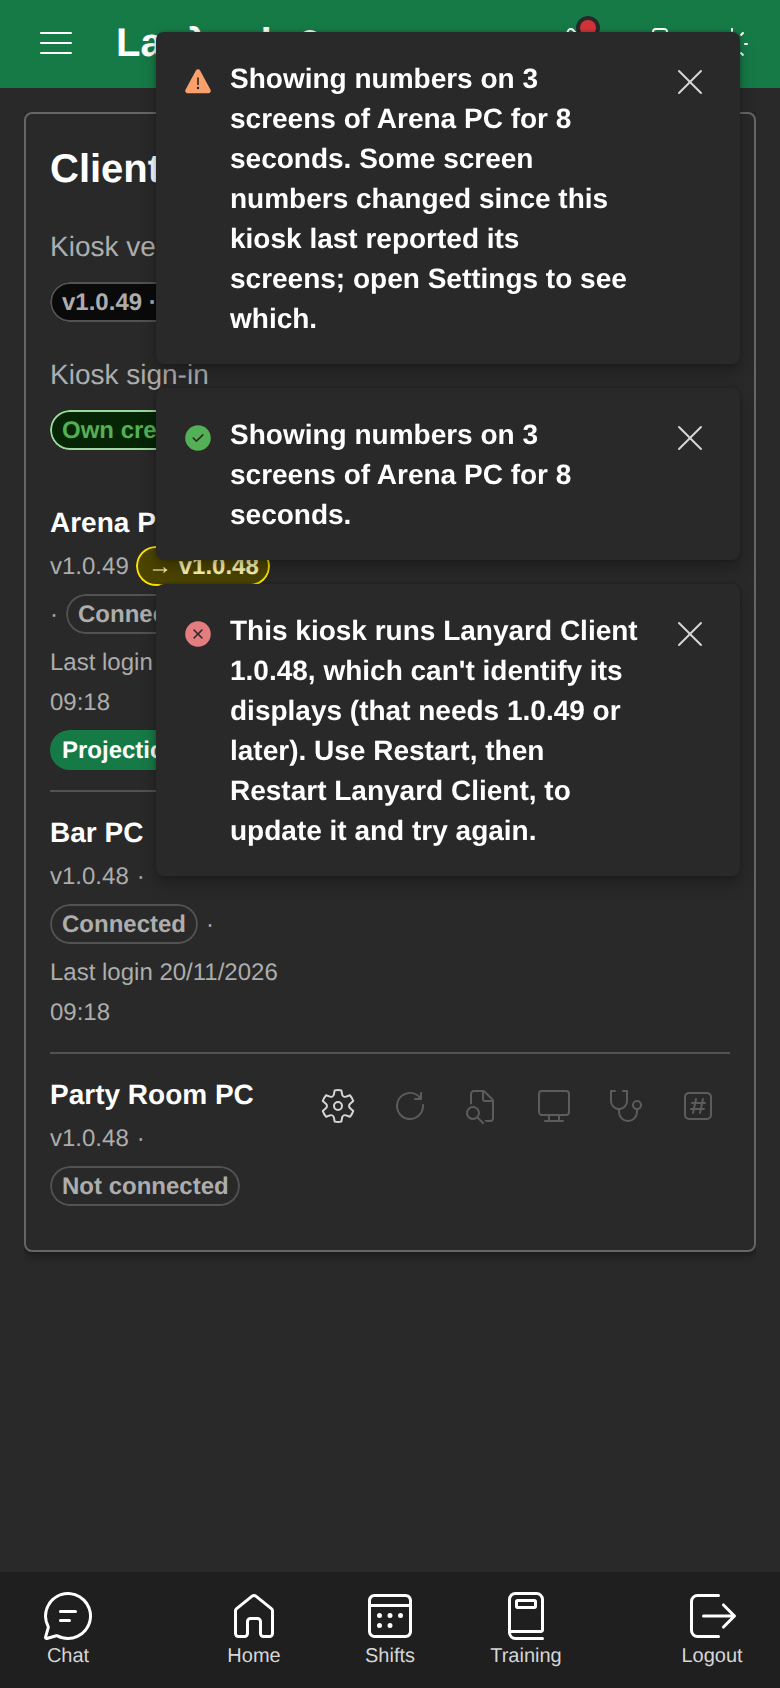 Showing numbers on 3
screens of Arena PC for 8
seconds. Some screen
numbers changed since this
kiosk last reported its
screens; open Settings to see
which.
Client
Kiosk ve
v1.0.49 ·
Kiosk sign-in
Own cre
Showing numbers on 3
screens of Arena PC for 8
seconds.
Arena P
v1.0.49 → v1.0.48
· Connec
Last login
09:18
Projectio
This kiosk runs Lanyard Client
1.0.48, which can't identify its
displays (that needs 1.0.49 or
later). Use Restart, then
Restart Lanyard Client, to
update it and try again.
Bar PC
v1.0.48 ·
Connected ·
Last login 20/11/2026
09:18
Party Room PC
v1.0.48 ·
Not connected
Chat
Home
Shifts
Training
Logout